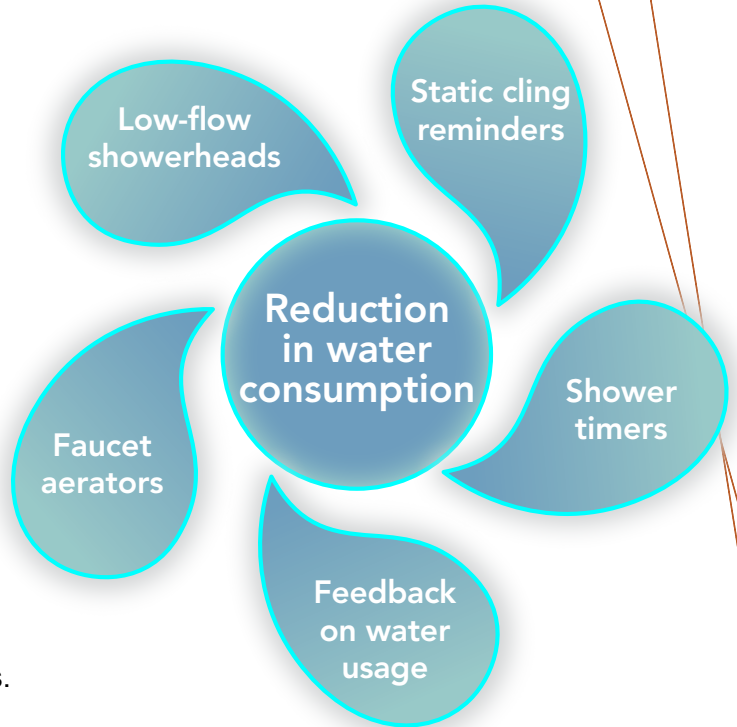 Static cling
reminders
Low-flow
showerheads
Reduction
in water
consumption
Shower
timers
Faucet
aerators
Feedback
on water
usage
s.